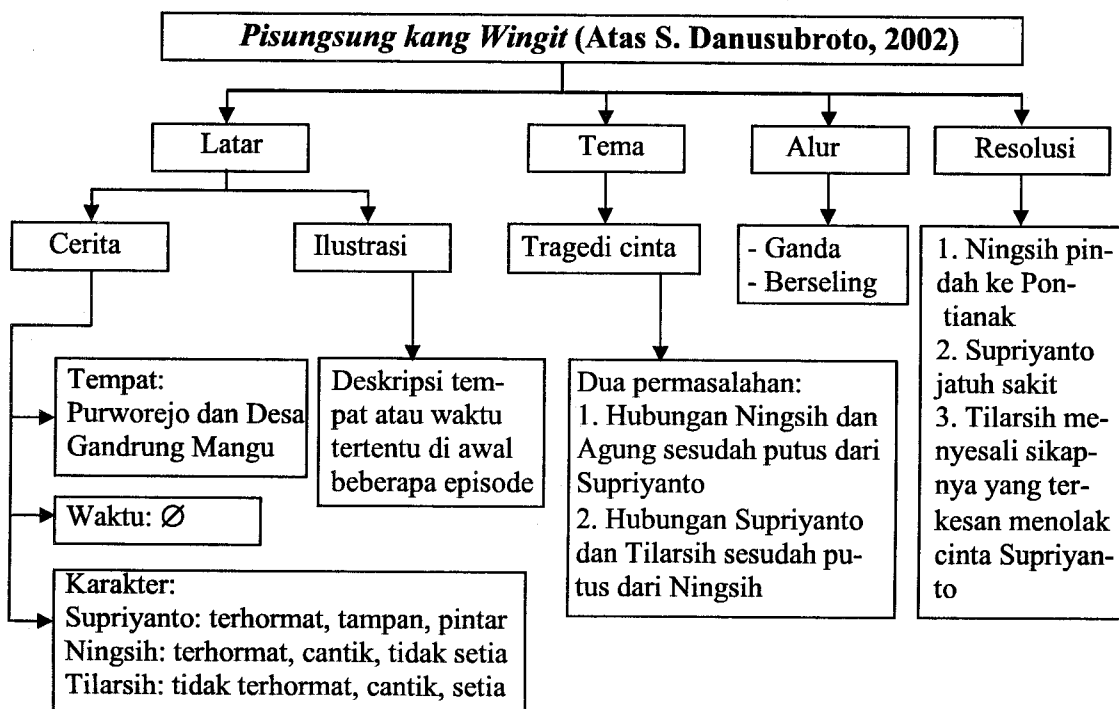 Pisungsung kang Wingit (Atas S. Danusubroto, 2002)
Latar
Tema
Alur
Resolusi
Cerita
Ilustrasi
Tragedi cinta
- Ganda
- Berseling
1. Ningsih pin-
dah ke Pon-
tianak
2. Supriyanto
jatuh sakit
3. Tilarsih me-
nyesali sikap-
nya yang ter-
kesan menolak
cinta Supriyan-
to
Tempat:
Purworejo dan Desa
Gandrung Mangu
Deskripsi tem-
pat atau waktu
tertentu di awal
beberapa episode
Dua permasalahan:
1. Hubungan Ningsih dan
Agung sesudah putus dari
Supriyanto
2. Hubungan Supriyanto
dan Tilarsih sesudah pu-
tus dari Ningsih
Waktu: Ø
Karakter:
Supriyanto: terhormat, tampan, pintar
Ningsih: terhormat, cantik, tidak setia
Tilarsih: tidak terhormat, cantik, setia